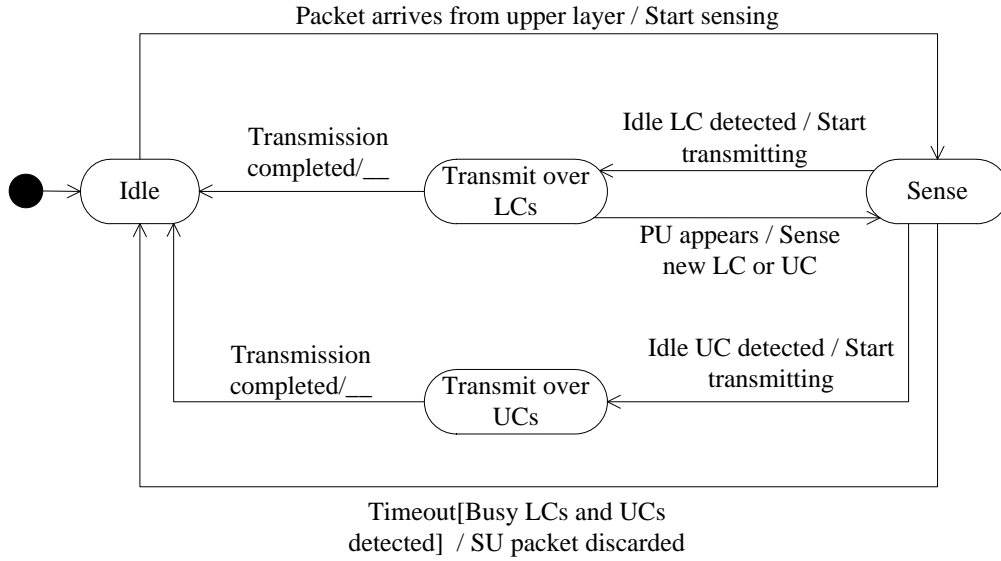 Packet arrives from upper layer / Start sensing
Idle LC detected / Start
transmitting
Transmission
completed/__
Idle
Transmit over
LCs
Sense
PU appears / Sense
new LC or UC
Idle UC detected / Start
transmitting
Transmission
completed/__
Transmit over
UCs
Timeout[Busy LCs and UCs
detected]  / SU packet discarded